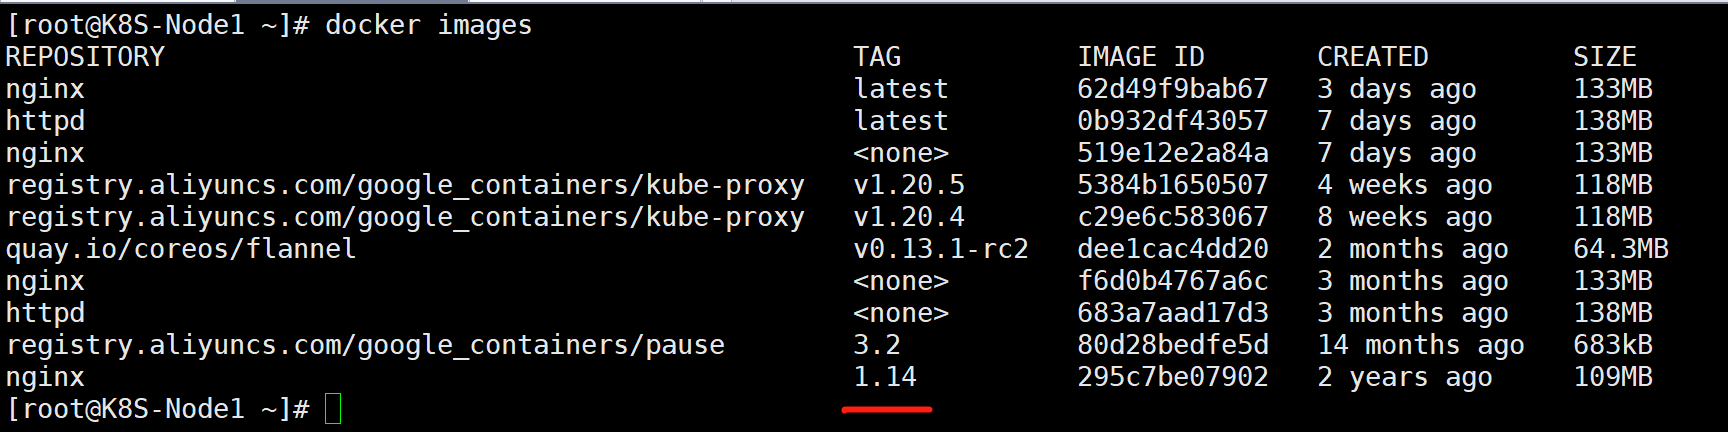 [root@K8S-Node1 ~]# docker images
REPOSITORY TAG IMAGE ID CREATED SIZE
nginx latest 62d49f9bab67 3 days ago 133MB
httpd latest 0b932df43057 7 days ago 138MB
nginx <none> 519e12e2a84a 7 days ago 133MB
registry.aliyuncs.com/google_containers/kube-proxy v1.20.5 5384b1650507 4 weeks ago 118MB
registry.aliyuncs.com/google_containers/kube-proxy v1.20.4 c29e6c583067 8 weeks ago 118MB
quay.io/coreos/flannel v0.13.1-rc2 dee1cac4dd20 2 months ago 64.3MB
nginx <none> f6d0b4767a6c 3 months ago 133MB
httpd <none> 683a7aad17d3 3 months ago 138MB
registry.aliyuncs.com/google_containers/pause 3.2 80d28bedfe5d 14 months ago 683kB
nginx 1.14 295c7be07902 2 years ago 109MB
[root@K8S-Node1 ~]#